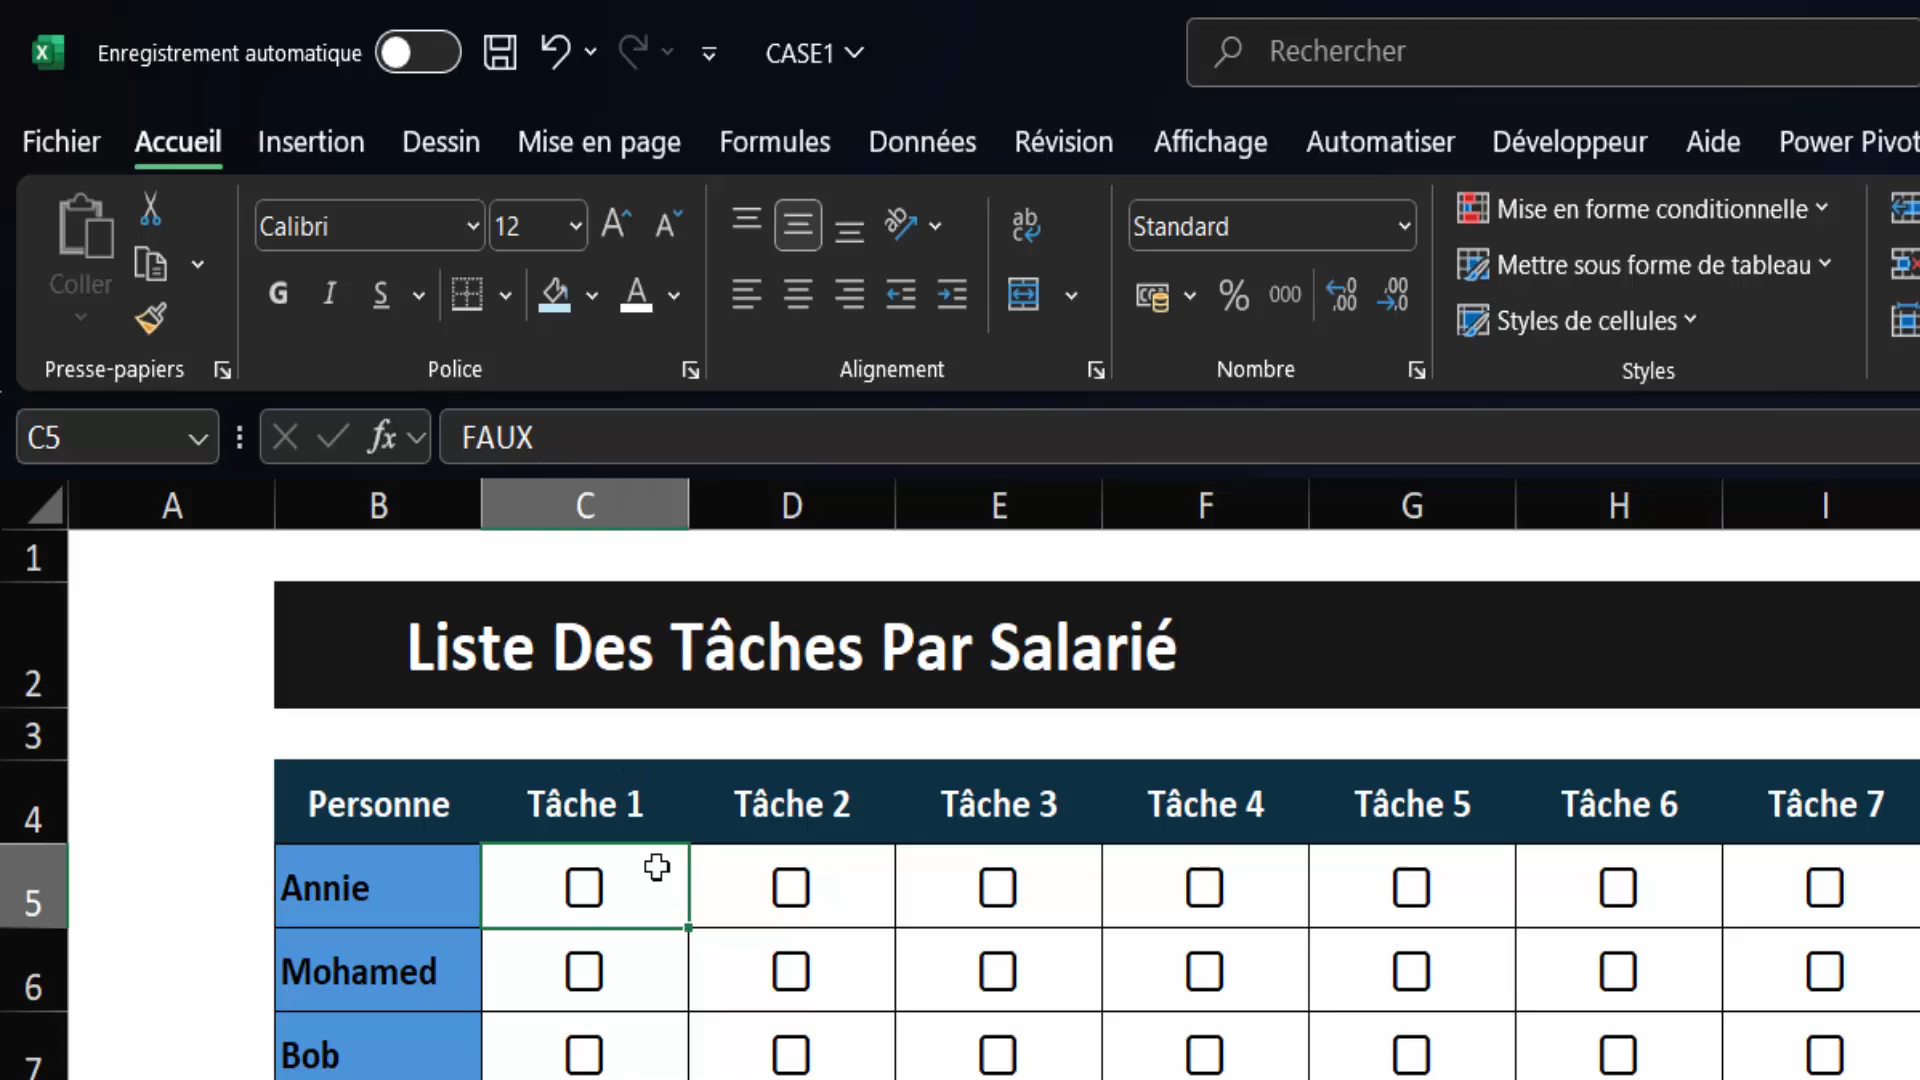 Enregistrement automatique
CASE1
Rechercher
Fichier Accueil Insertion Dessin Mise en page Formules Données Révision Affichage Automatiser Développeur Aide Power Pivot
Coller
Presse-papiers
Calibri 12
G I S
Police
Alignement
Standard
% 000
Nombre
Mise en forme conditionnelle
Mettre sous forme de tableau
Styles de cellules
Styles
C5 fx FAUX
A B C D E F G H I
1
2 Liste Des Tâches Par Salarié
3
4 Personne Tâche 1 Tâche 2 Tâche 3 Tâche 4 Tâche 5 Tâche 6 Tâche 7
5 Annie
6 Mohamed
7 Bob